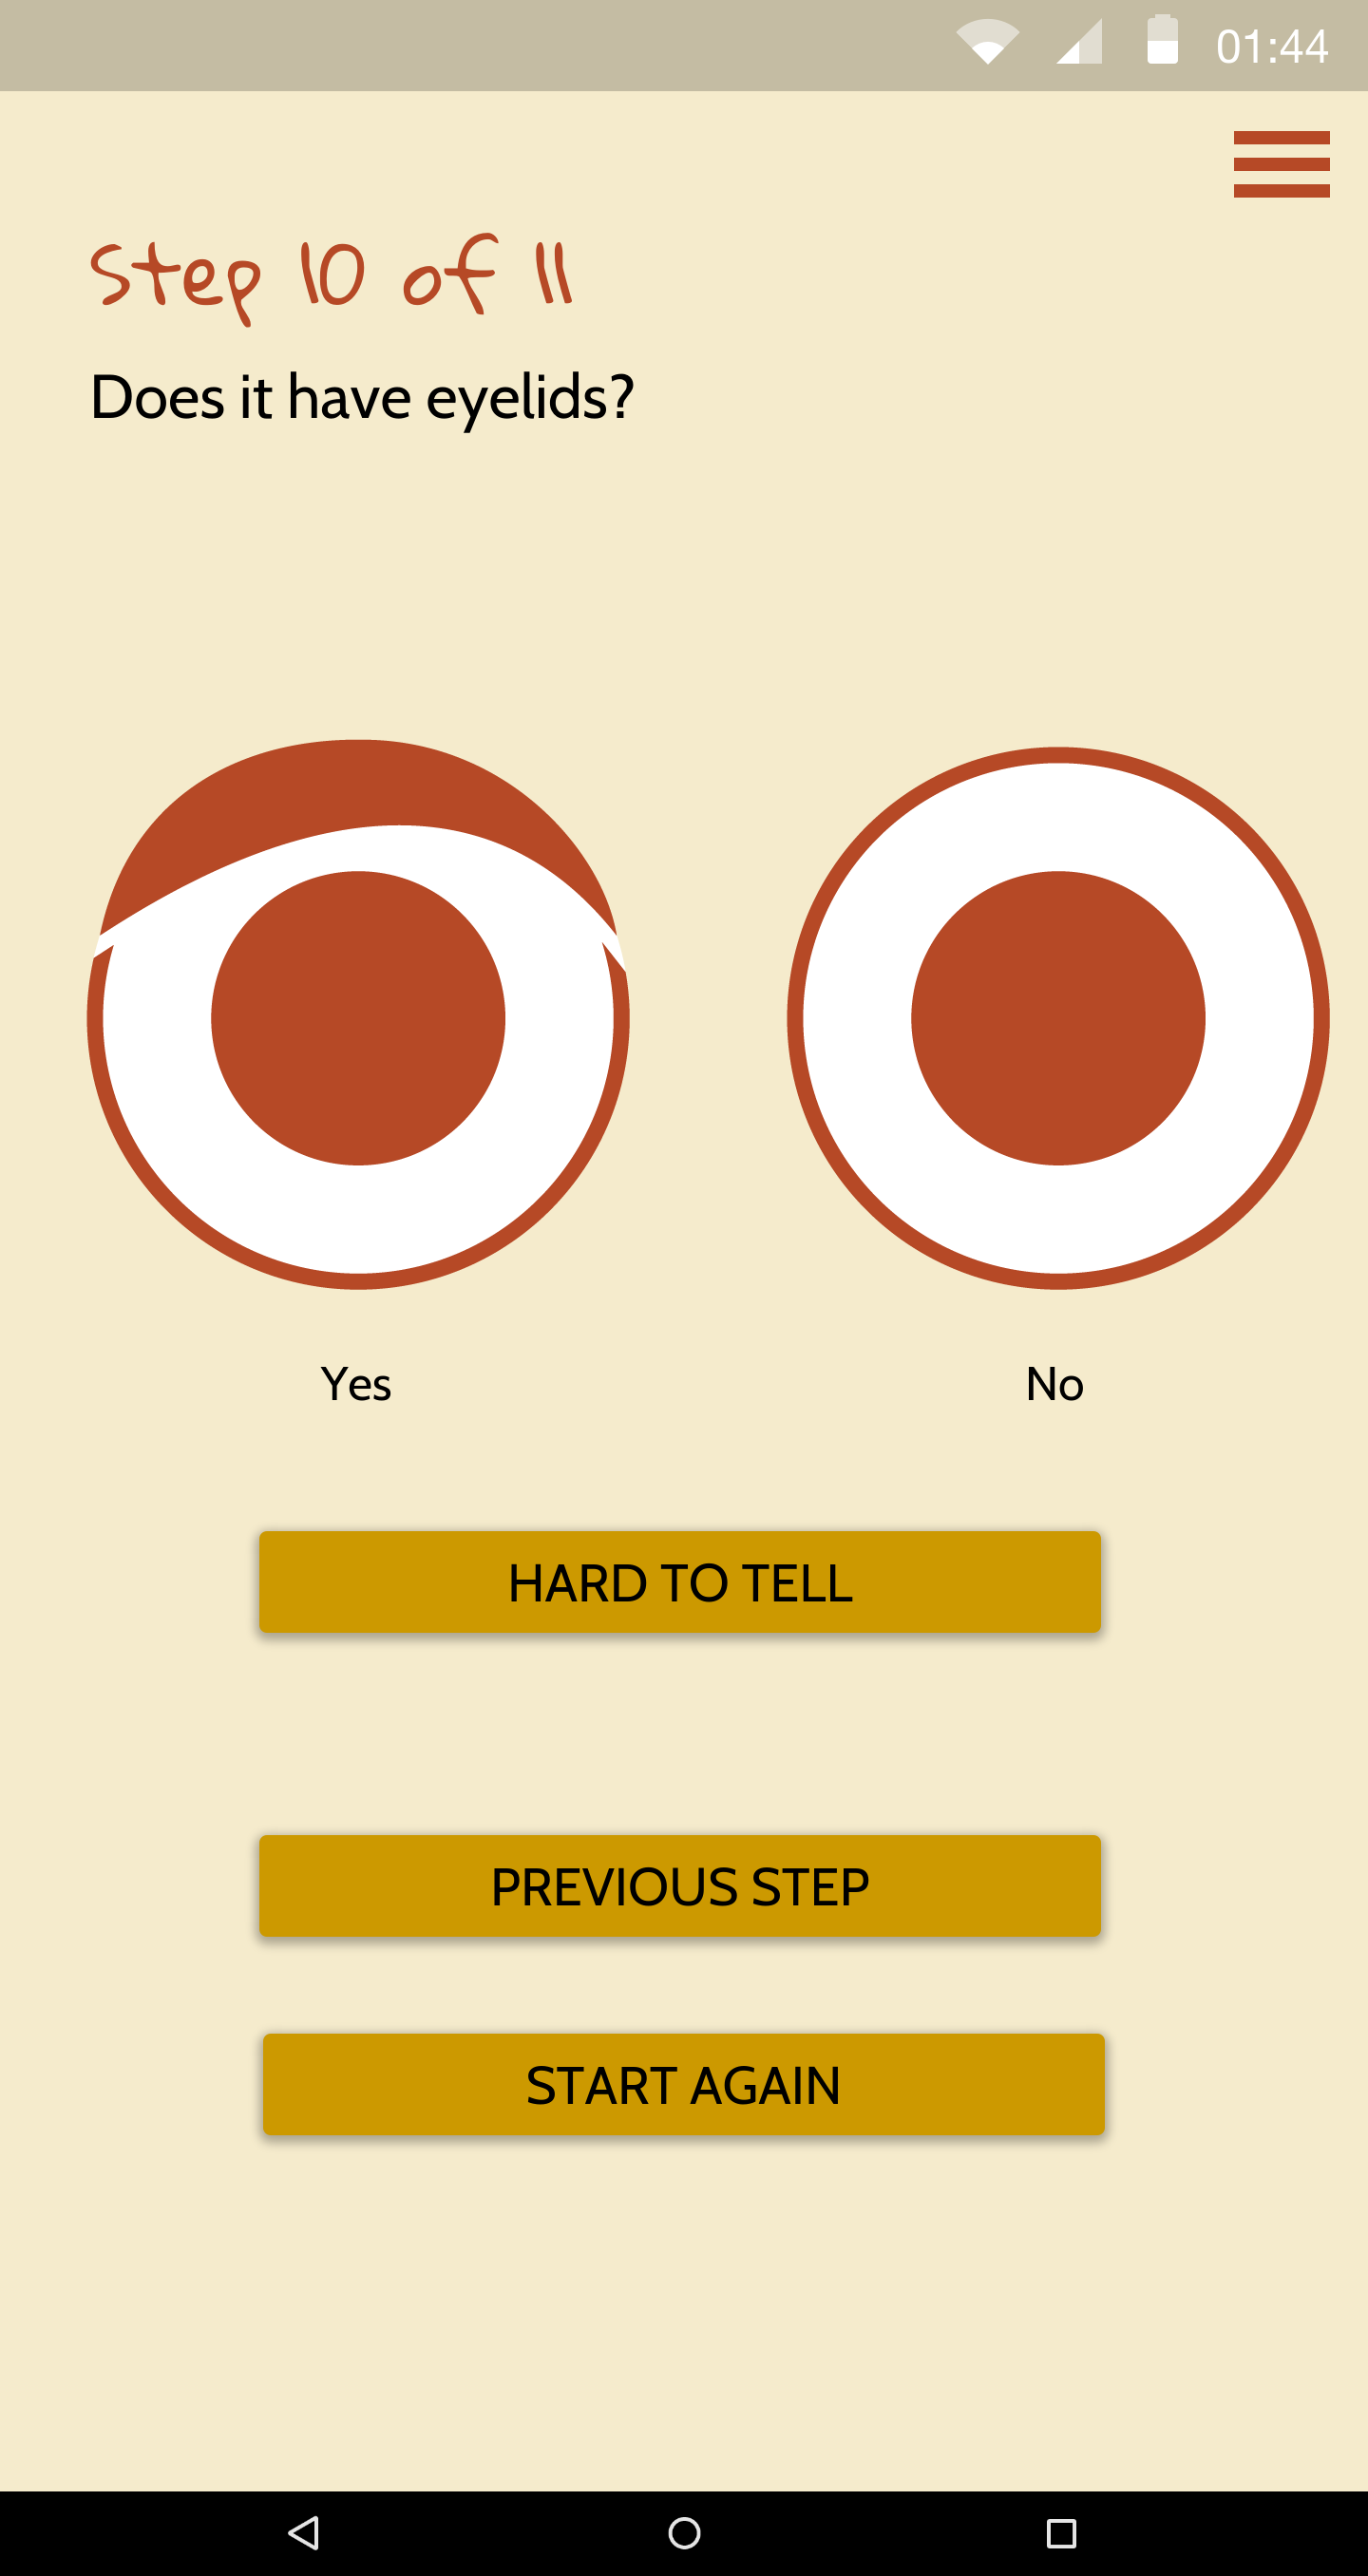 01:44
Step 10 of 11
Does it have eyelids?
Yes
No
HARD TO TELL
PREVIOUS STEP
START AGAIN